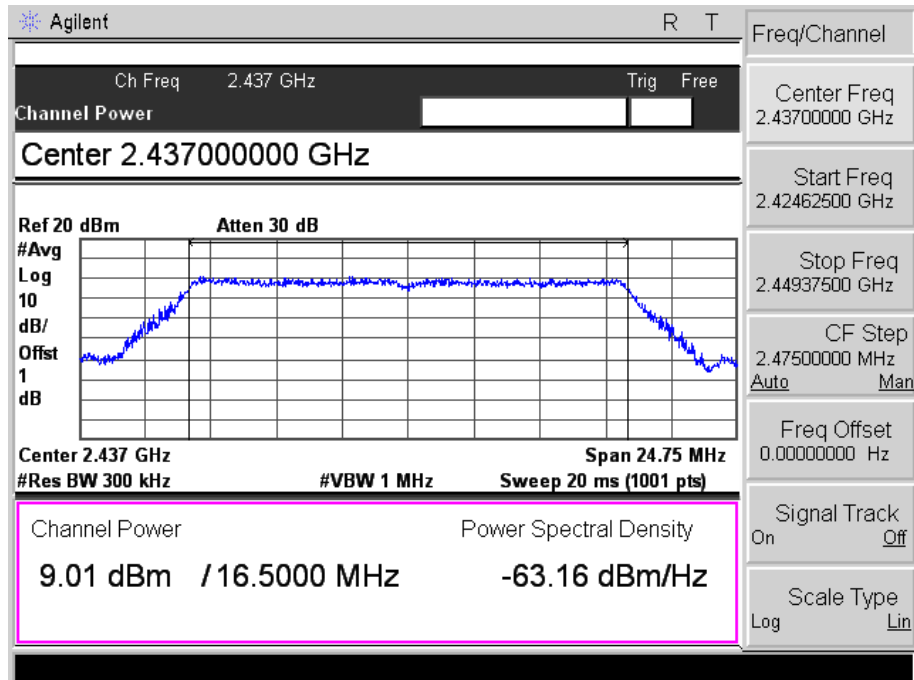 Agilent R T
Ch Freq 2.437 GHz Trig Free
Channel Power
Center 2.437000000 GHz
Ref 20 dBm Atten 30 dB
#Avg
Log
10
dB/
Offst
1
dB
Center 2.437 GHz Span 24.75 MHz
#Res BW 300 kHz #VBW 1 MHz Sweep 20 ms (1001 pts)
Channel Power Power Spectral Density
9.01 dBm / 16.5000 MHz -63.16 dBm/Hz
Freq/Channel
Center Freq
2.43700000 GHz
Start Freq
2.42462500 GHz
Stop Freq
2.44937500 GHz
CF Step
2.47500000 MHz
Auto Man
Freq Offset
0.00000000 Hz
Signal Track
On Off
Scale Type
Log Lin